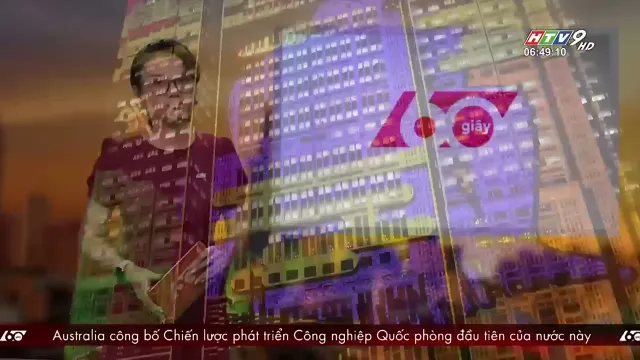 HTV9 HD
06:49:10
60
giây
60
Australia công bố Chiến lược phát triển Công nghiệp Quốc phòng đầu tiên của nước này